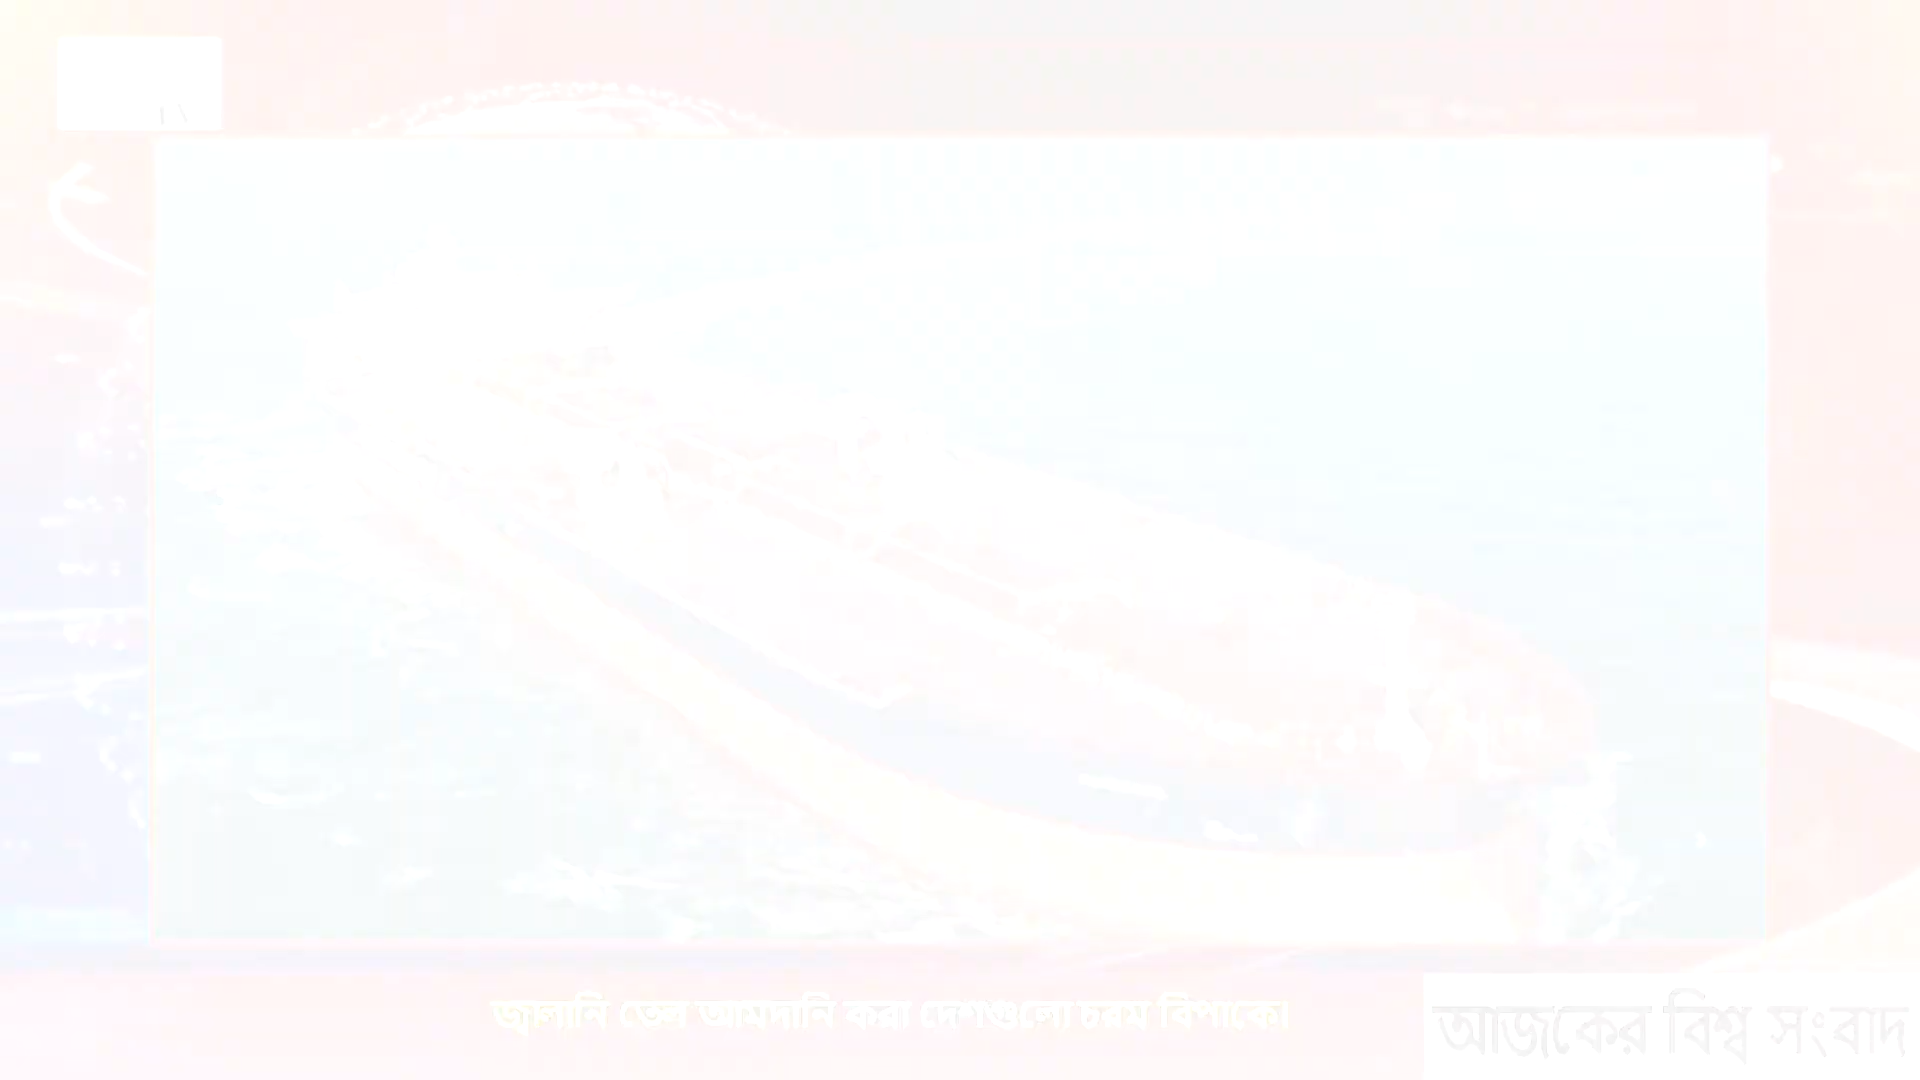 জ্বালানি তেল আমদানি করা দেশগুলো চরম বিপাকে।
আজকের বিশ্ব সংবাদ